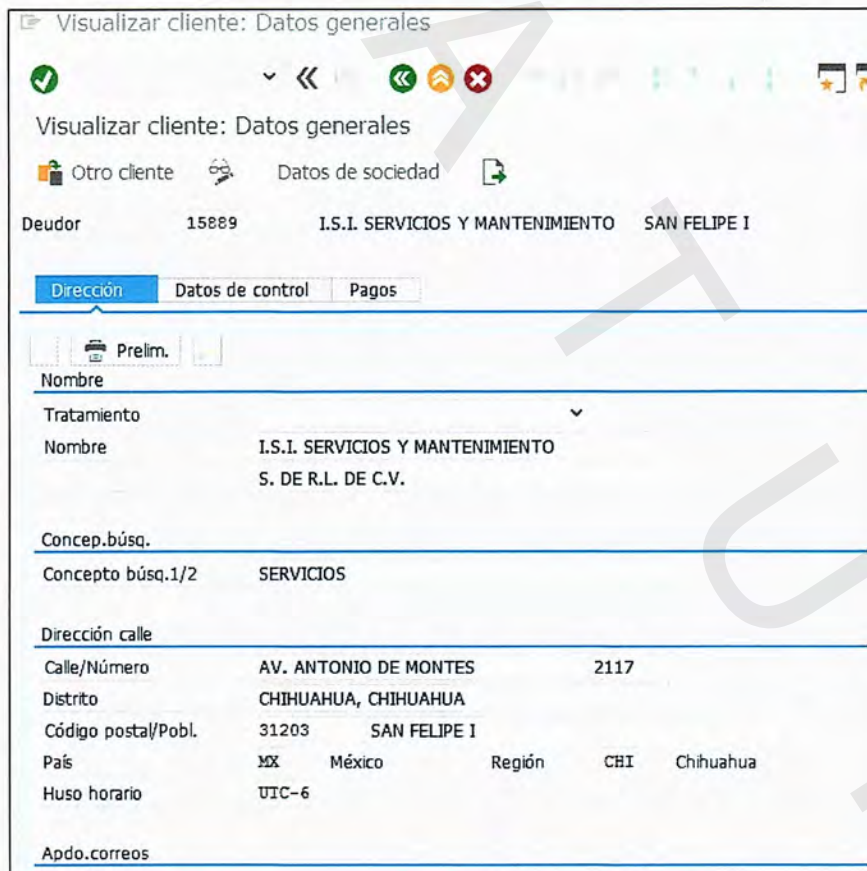 Visualizar cliente: Datos generales
Visualizar cliente: Datos generales
Otro cliente Datos de sociedad
Deudor 15889 I.S.I. SERVICIOS Y MANTENIMIENTO SAN FELIPE I
Dirección Datos de control Pagos
Prelim.
Nombre
Tratamiento
Nombre I.S.I. SERVICIOS Y MANTENIMIENTO
S. DE R.L. DE C.V.
Concep.búsq.
Concepto búsq.1/2 SERVICIOS
Dirección calle
Calle/Número AV. ANTONIO DE MONTES 2117
Distrito CHIHUAHUA, CHIHUAHUA
Código postal/Pobl. 31203 SAN FELIPE I
País MX México Región CHI Chihuahua
Huso horario UTC-6
Apdo.correos